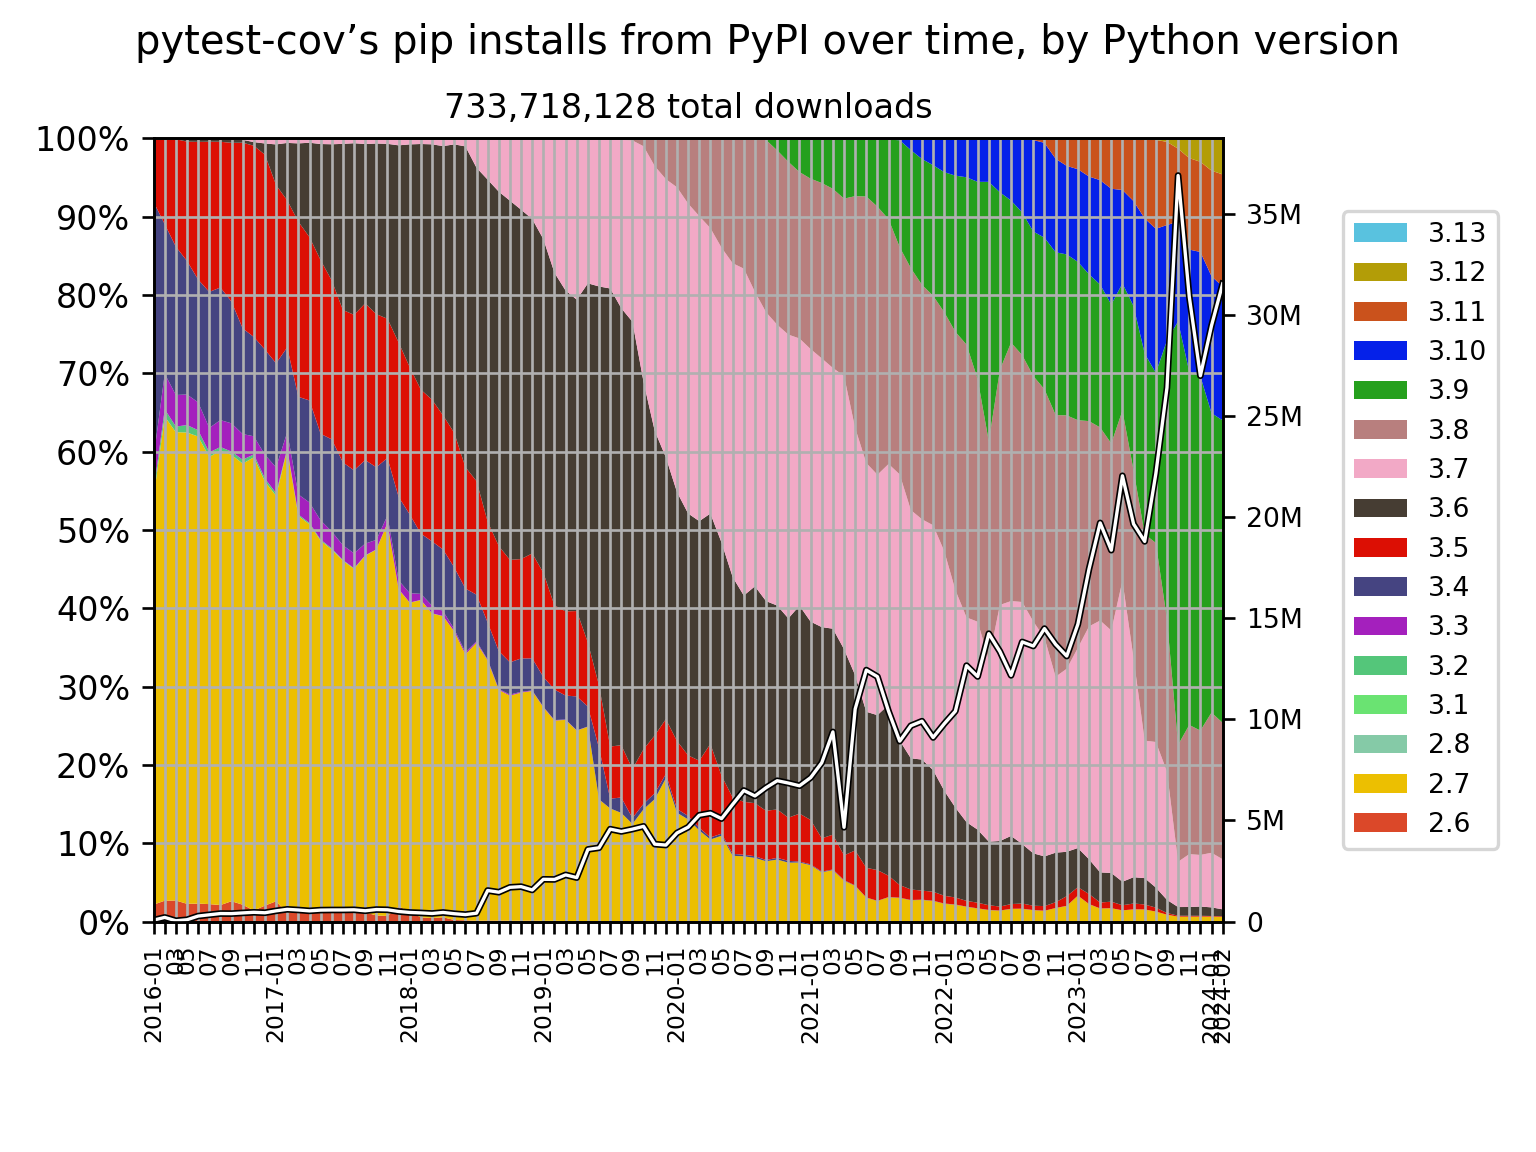 pytest-cov’s pip installs from PyPI over time, by Python version
733,718,128 total downloads
100%
90%
80%
70%
60%
50%
40%
30%
20%
10%
0%
35M
30M
25M
20M
15M
10M
5M
0
2016-01 03 05 07 09 11 2017-01 03 05 07 09 11 2018-01 03 05 07 09 11 2019-01 03 05 07 09 11 2020-01 03 05 07 09 11 2021-01 03 05 07 09 11 2022-01 03 05 07 09 11 2023-01 03 05 07 09 11 2024-01 2024-02
3.13
3.12
3.11
3.10
3.9
3.8
3.7
3.6
3.5
3.4
3.3
3.2
3.1
2.8
2.7
2.6